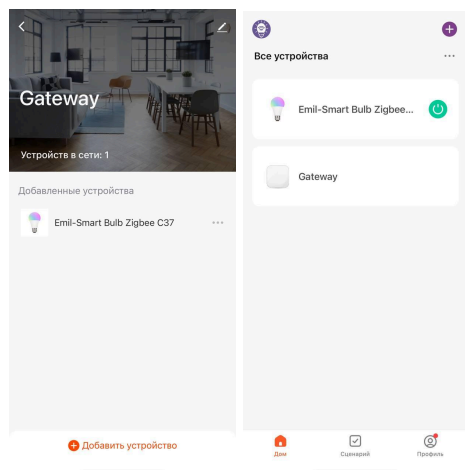 Gateway
Устройств в сети: 1
Добавленные устройства
Emil-Smart Bulb Zigbee C37
Добавить устройство
Все устройства
Emil-Smart Bulb Zigbee...
Gateway
Дом
Сценарий
Профиль